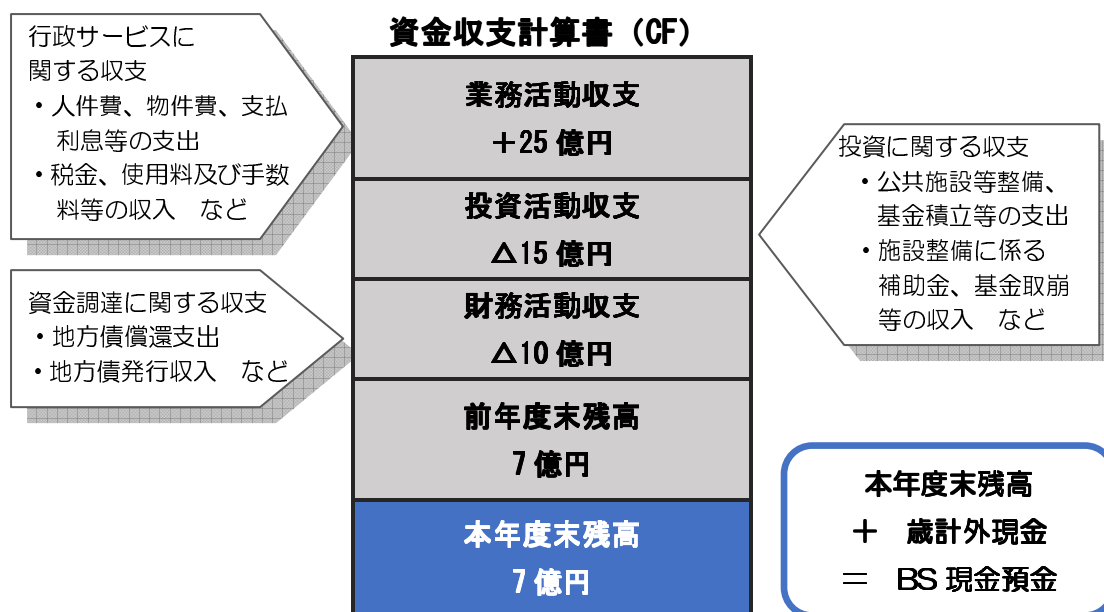 資金収支計算書（CF）
行政サービスに
関する収支
・人件費、物件費、支払
利息等の支出
・税金、使用料及び手数
料等の収入　など
資金調達に関する収支
・地方債償還支出
・地方債発行収入　など
業務活動収支
＋25 億円
投資活動収支
△15 億円
財務活動収支
△10 億円
前年度末残高
7 億円
本年度末残高
7 億円
投資に関する収支
・公共施設等整備、
基金積立等の支出
・施設整備に係る
補助金、基金取崩
等の収入　など
本年度末残高
＋　歳計外現金
＝　BS 現金預金